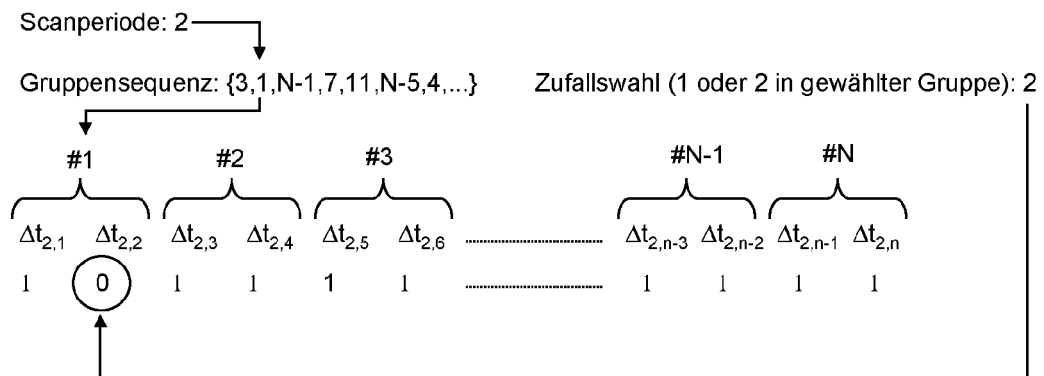 Scanperiode: 2
Gruppensequenz: {3,1,N-1,7,11,N-5,4,...} Zufallswahl (1 oder 2 in gewählter Gruppe): 2
#1 #2 #3 #N-1 #N
Δt2,1 Δt2,2 Δt2,3 Δt2,4 Δt2,5 Δt2,6 .......................... Δt2,n-3 Δt2,n-2 Δt2,n-1 Δt2,n
1 0 1 1 1 1 .......................... 1 1 1 1